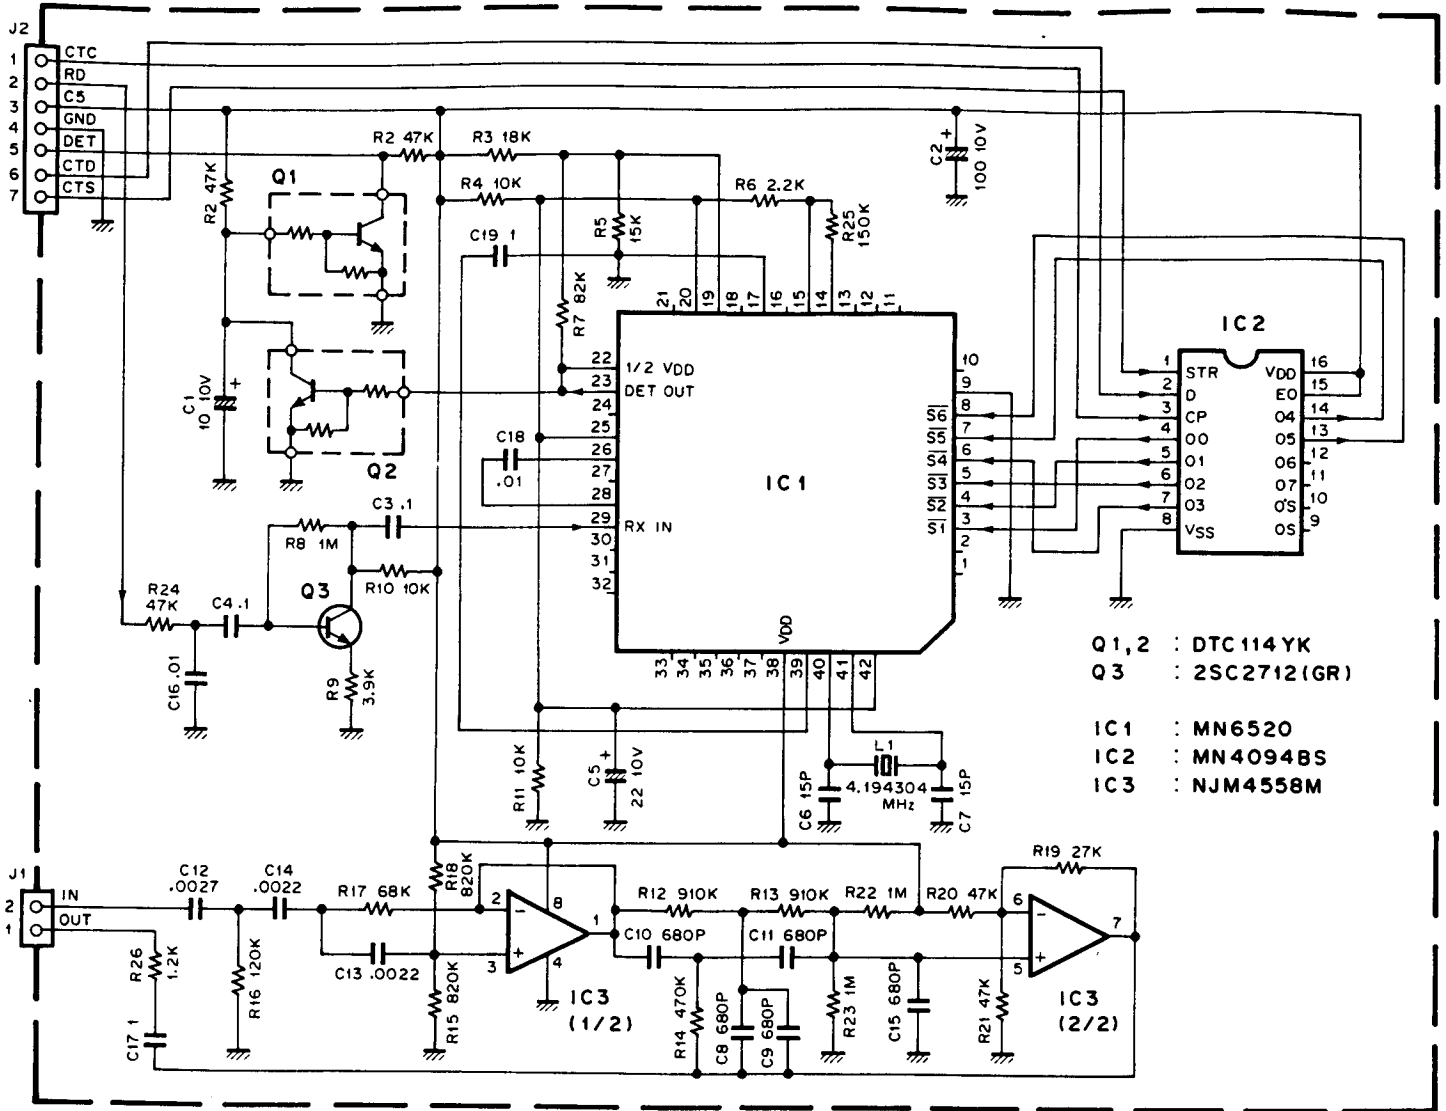 J2
1 CTC
2 RD
3 C5
4 GND
5 DET
6 CTD
7 CTS
R2 47K
Q1
R2 47K
R3 18K
R4 10K
R5 15K
R6 2.2K
R25 150K
C2 + 100 10V
C19 1
R7 82K
C1 + 10 10V
Q2
C18 .01
C3 .1
R8 1M
R10 10K
Q3
R24 47K
C4 .1
C16 .01
R9 3.9K
21 20 19 18 17 16 15 14 13 12 11
22 1/2 VDD
23 DET OUT
24
25
26
27
28
29 RX IN
30
31
32
IC1
10
9
8 S6
7 S5
6 S4
5 S3
4 S2
3 S1
2
1
VDD
33 34 35 36 37 38 39 40 41 42
IC2
1 STR VDD 16
2 D EO 15
3 CP O4 14
4 O0 O5 13
5 O1 O6 12
6 O2 O7 11
7 O3 O'S 10
8 VSS OS 9
Q1,2 : DTC114YK
Q3 : 2SC2712(GR)
IC1 : MN6520
IC2 : MN4094BS
IC3 : NJM4558M
R11 10K
C5 + 22 10V
C6 15P
L1
4.194304
MHz
C7 15P
J1
2 IN
1 OUT
C12 .0027
C14 .0022
R17 68K
R18 820K
C13 .0022
R26 1.2K
R16 120K
R15 820K
C17 1
2 -
3 +
8
4
1
IC3
(1/2)
R12 910K
R13 910K
R22 1M
R20 47K
R19 27K
C10 680P
C11 680P
R14 470K
C8 680P
C9 680P
R23 1M
C15 680P
R21 47K
6 -
5 +
7
IC3
(2/2)